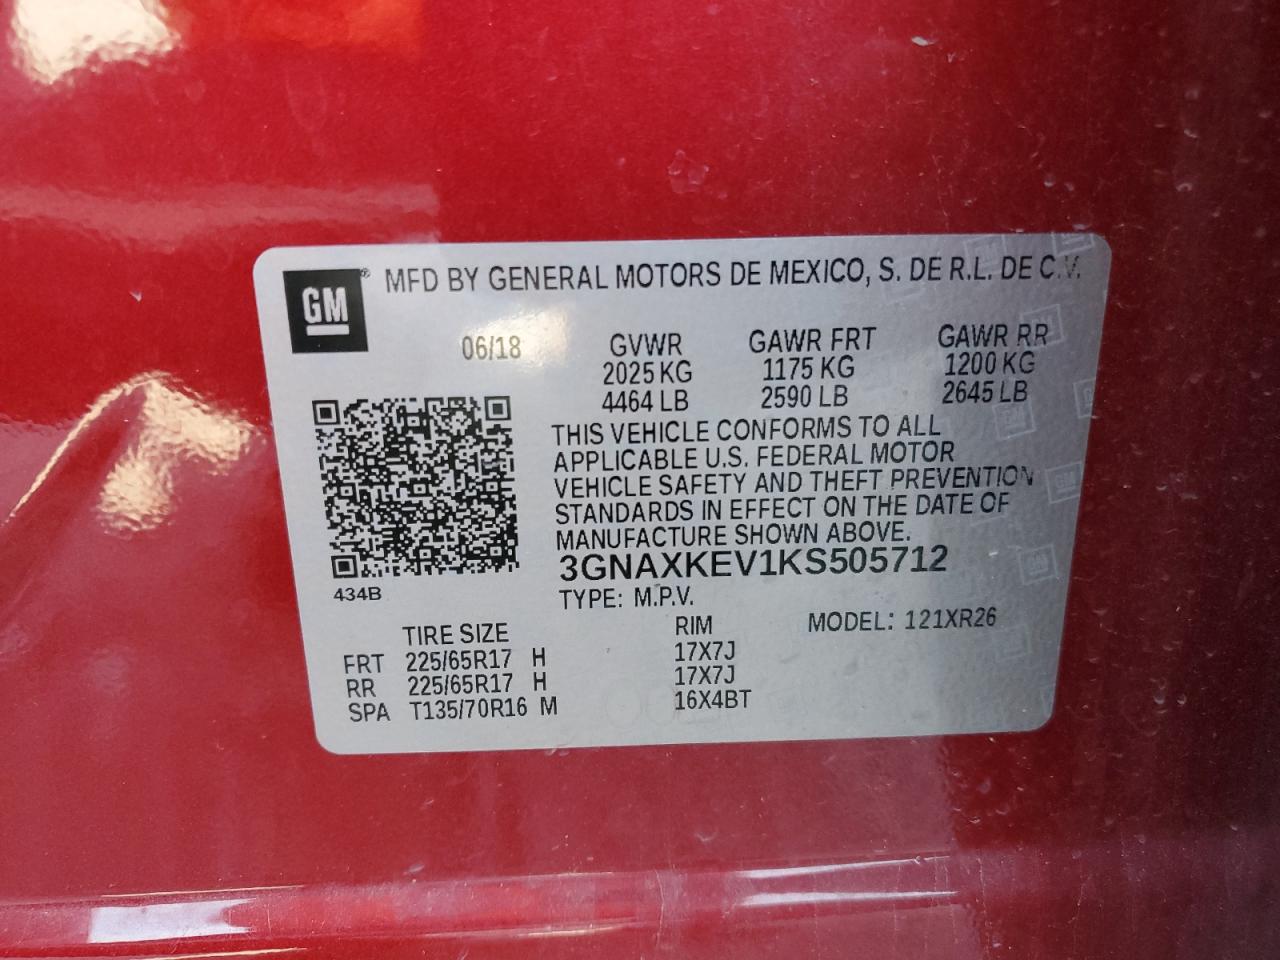 GM ® MFD BY GENERAL MOTORS DE MEXICO, S. DE R.L. DE C.V.
06/18 GVWR GAWR FRT GAWR RR
2025 KG 1175 KG 1200 KG
4464 LB 2590 LB 2645 LB
THIS VEHICLE CONFORMS TO ALL
APPLICABLE U.S. FEDERAL MOTOR
VEHICLE SAFETY AND THEFT PREVENTION
STANDARDS IN EFFECT ON THE DATE OF
MANUFACTURE SHOWN ABOVE.
3GNAXKEV1KS505712
434B
TYPE: M.P.V. MODEL: 121XR26
TIRE SIZE RIM
FRT 225/65R17 H 17X7J
RR 225/65R17 H 17X7J
SPA T135/70R16 M 16X4BT